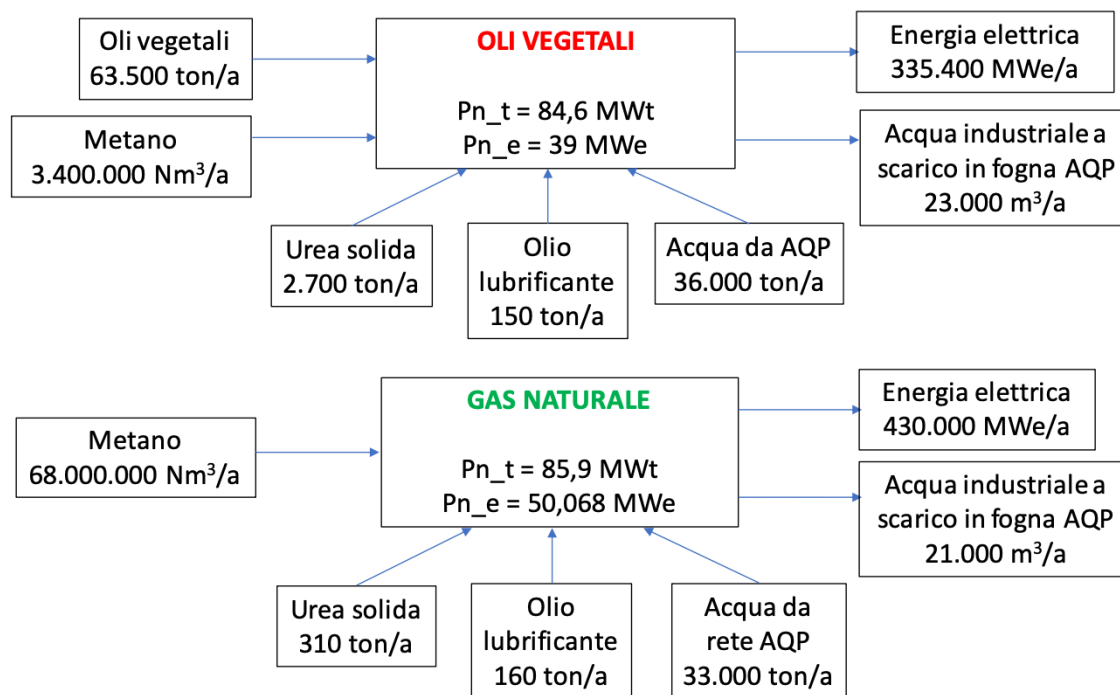 Oli vegetali
63.500 ton/a
Metano
3.400.000 Nm³/a
OLI VEGETALI
Pn_t = 84,6 MWt
Pn_e = 39 MWe
Energia elettrica
335.400 MWe/a
Acqua industriale a
scarico in fogna AQP
23.000 m³/a
Urea solida
2.700 ton/a
Olio
lubrificante
150 ton/a
Acqua da AQP
36.000 ton/a
Metano
68.000.000 Nm³/a
GAS NATURALE
Pn_t = 85,9 MWt
Pn_e = 50,068 MWe
Energia elettrica
430.000 MWe/a
Acqua industriale a
scarico in fogna AQP
21.000 m³/a
Urea solida
310 ton/a
Olio
lubrificante
160 ton/a
Acqua da
rete AQP
33.000 ton/a